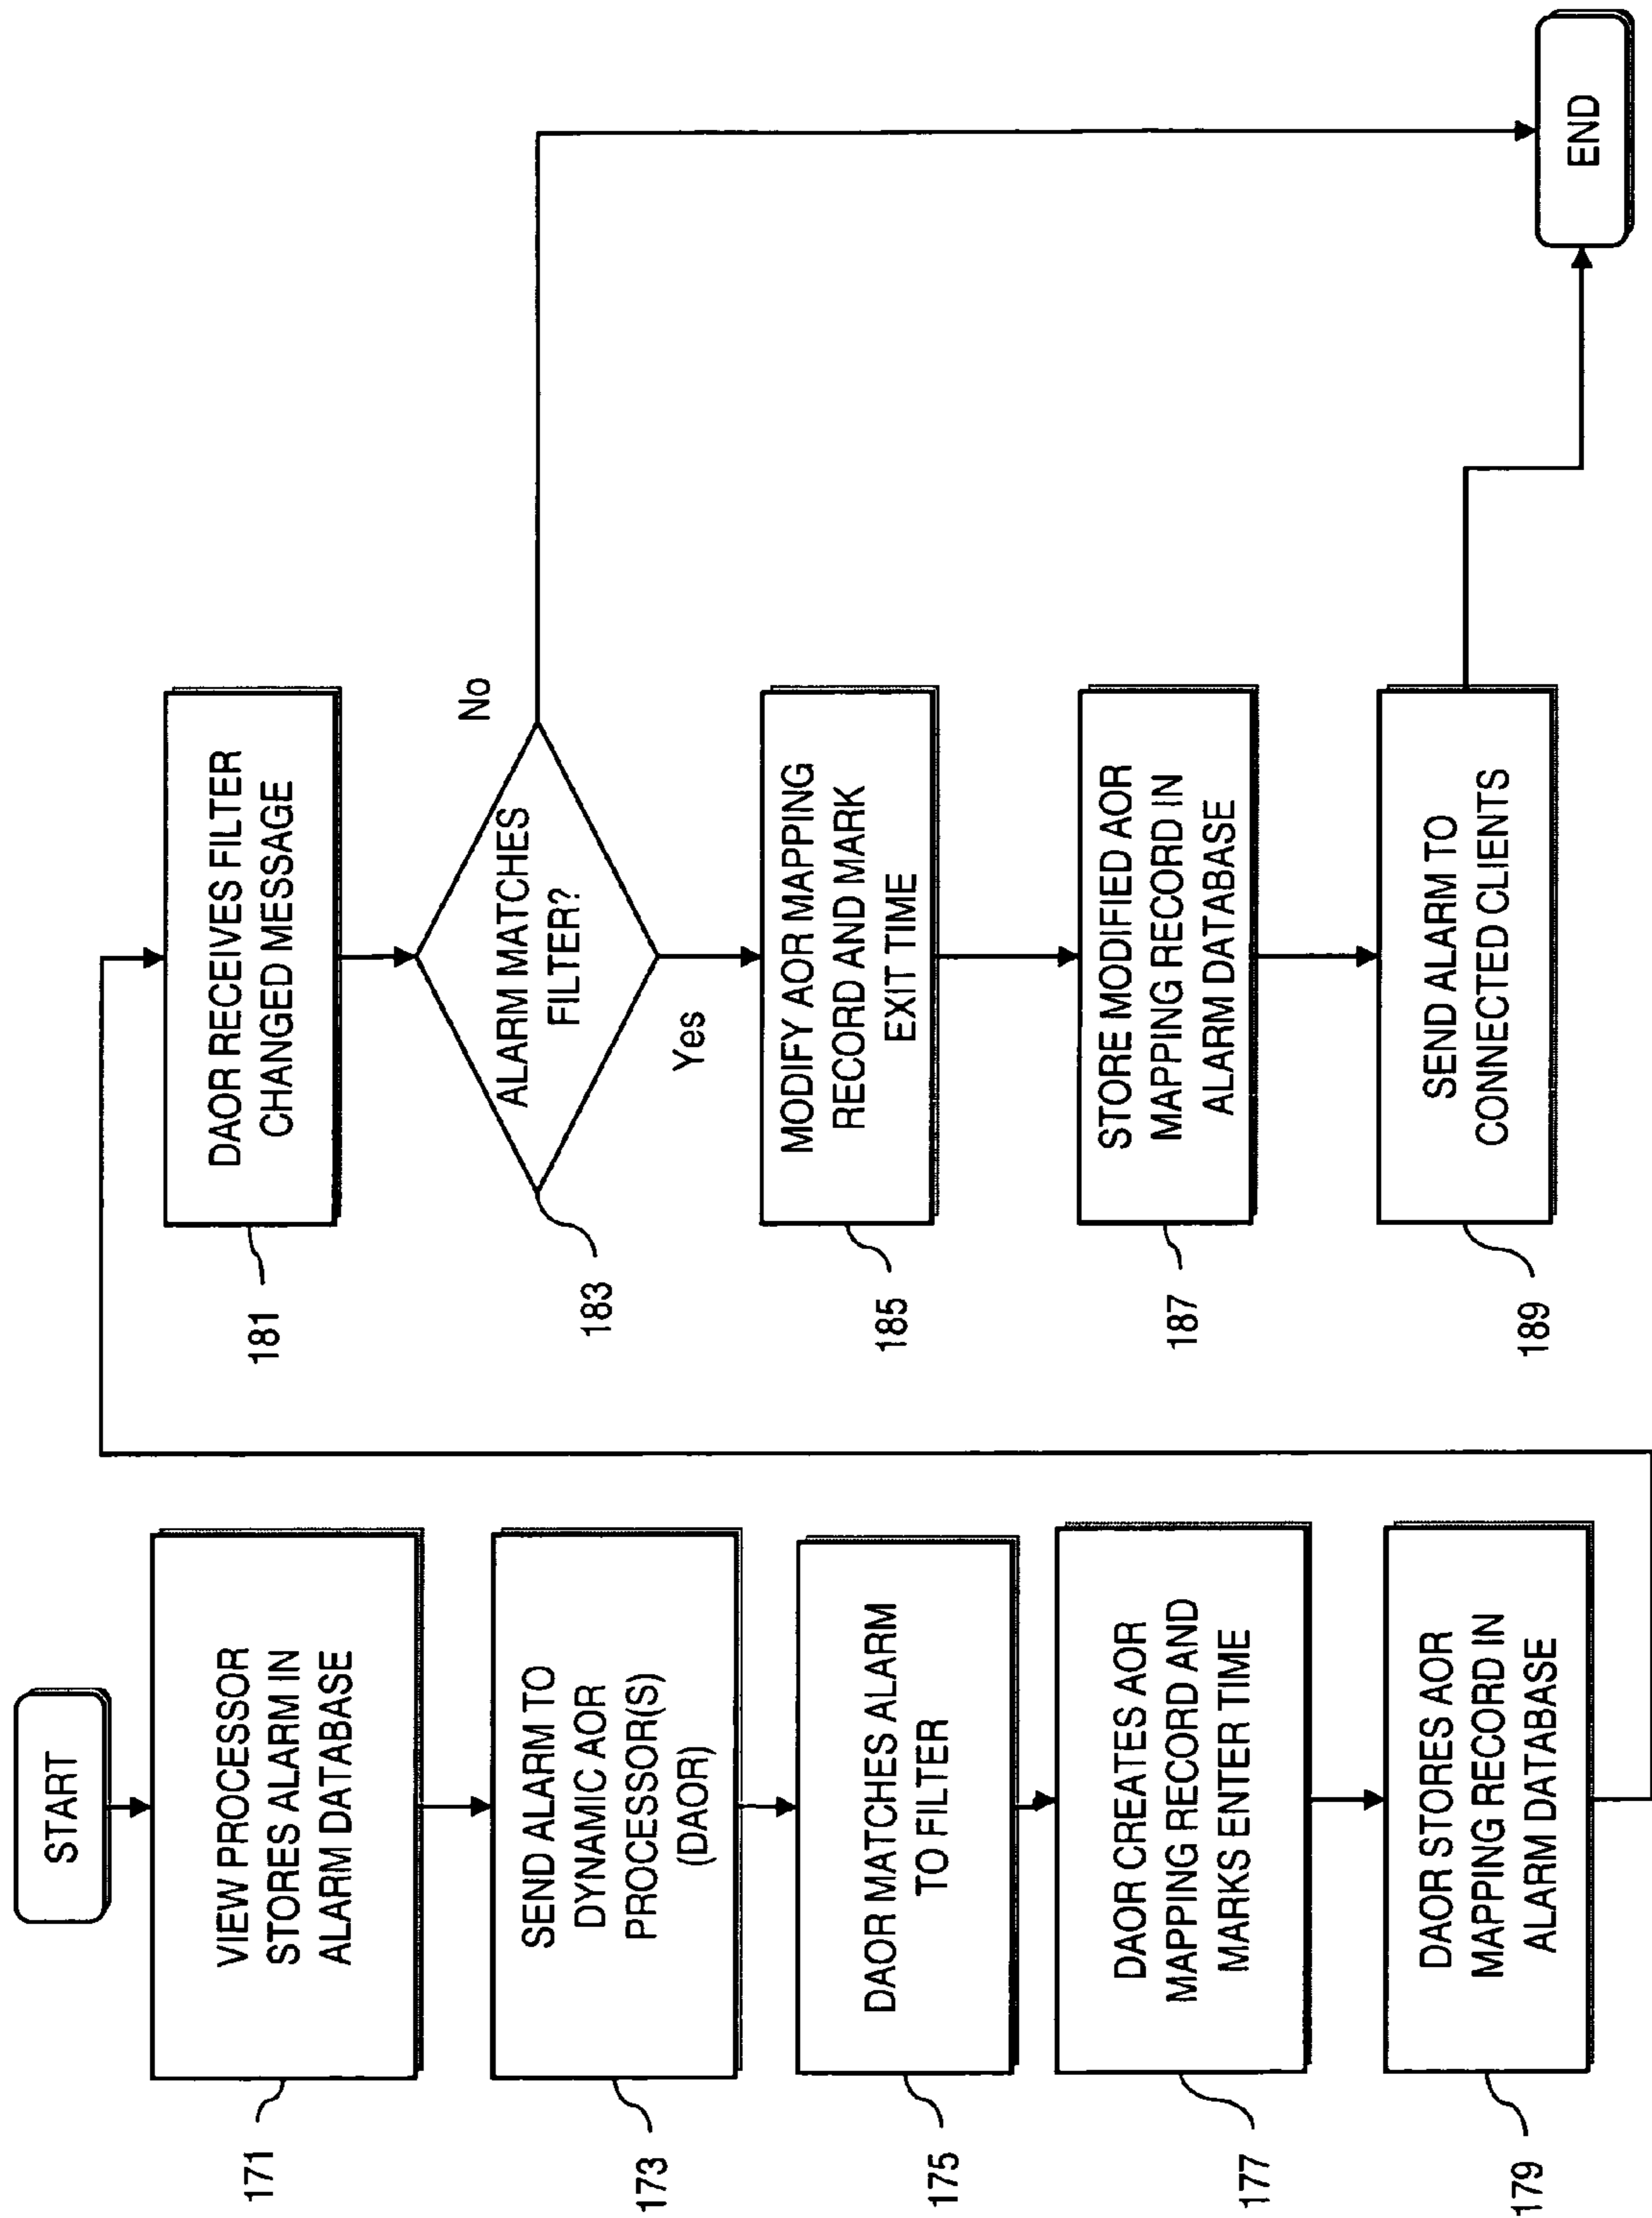 START
VIEW PROCESSOR
STORES ALARM IN
ALARM DATABASE
171
SEND ALARM TO
DYNAMIC AOR
PROCESSOR(S)
(DAOR)
173
DAOR MATCHES ALARM
TO FILTER
175
DAOR CREATES AOR
MAPPING RECORD AND
MARKS ENTER TIME
177
DAOR STORES AOR
MAPPING RECORD IN
ALARM DATABASE
179
DAOR RECEIVES FILTER
CHANGED MESSAGE
181
ALARM MATCHES
FILTER?
183
No
Yes
MODIFY AOR MAPPING
RECORD AND MARK
EXIT TIME
185
STORE MODIFIED AOR
MAPPING RECORD IN
ALARM DATABASE
187
SEND ALARM TO
CONNECTED CLIENTS
189
END